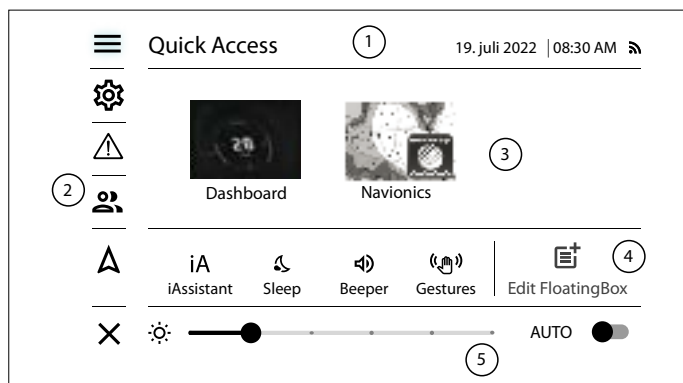 Quick Access
1
19. juli 2022 | 08:30 AM
2
Dashboard
Navionics
3
iA
iAssistant
Sleep
Beeper
Gestures
Edit FloatingBox
4
AUTO
5